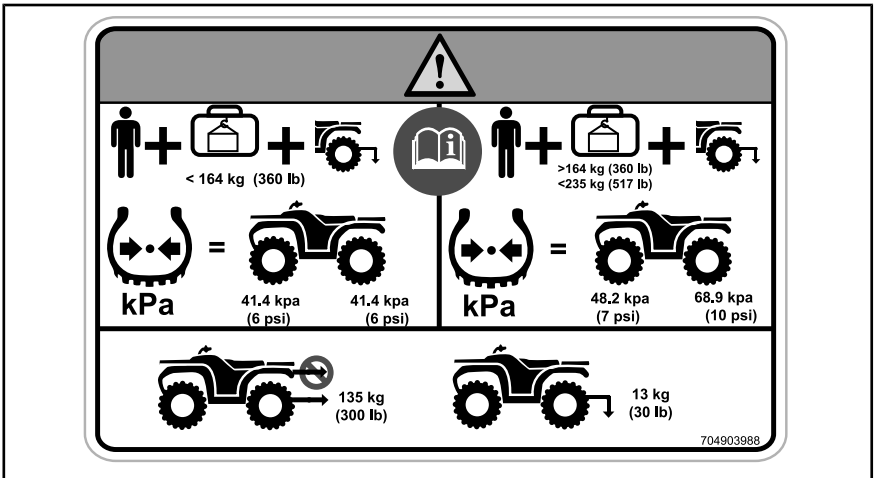 < 164 kg (360 lb)
kPa
=
41.4 kpa
(6 psi)
41.4 kpa
(6 psi)
i
>164 kg (360 lb)
<235 kg (517 lb)
kPa
=
48.2 kpa
(7 psi)
68.9 kpa
(10 psi)
135 kg
(300 lb)
13 kg
(30 lb)
704903988